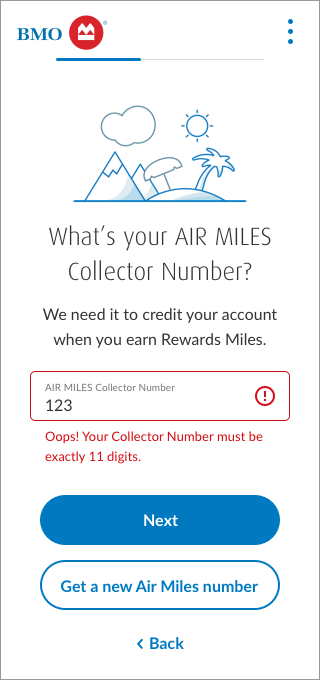 BMO
What's your AIR MILES
Collector Number?
We need it to credit your account
when you earn Rewards Miles.
AIR MILES Collector Number
123
Oops! Your Collector Number must be
exactly 11 digits.
Next
Get a new Air Miles number
Back